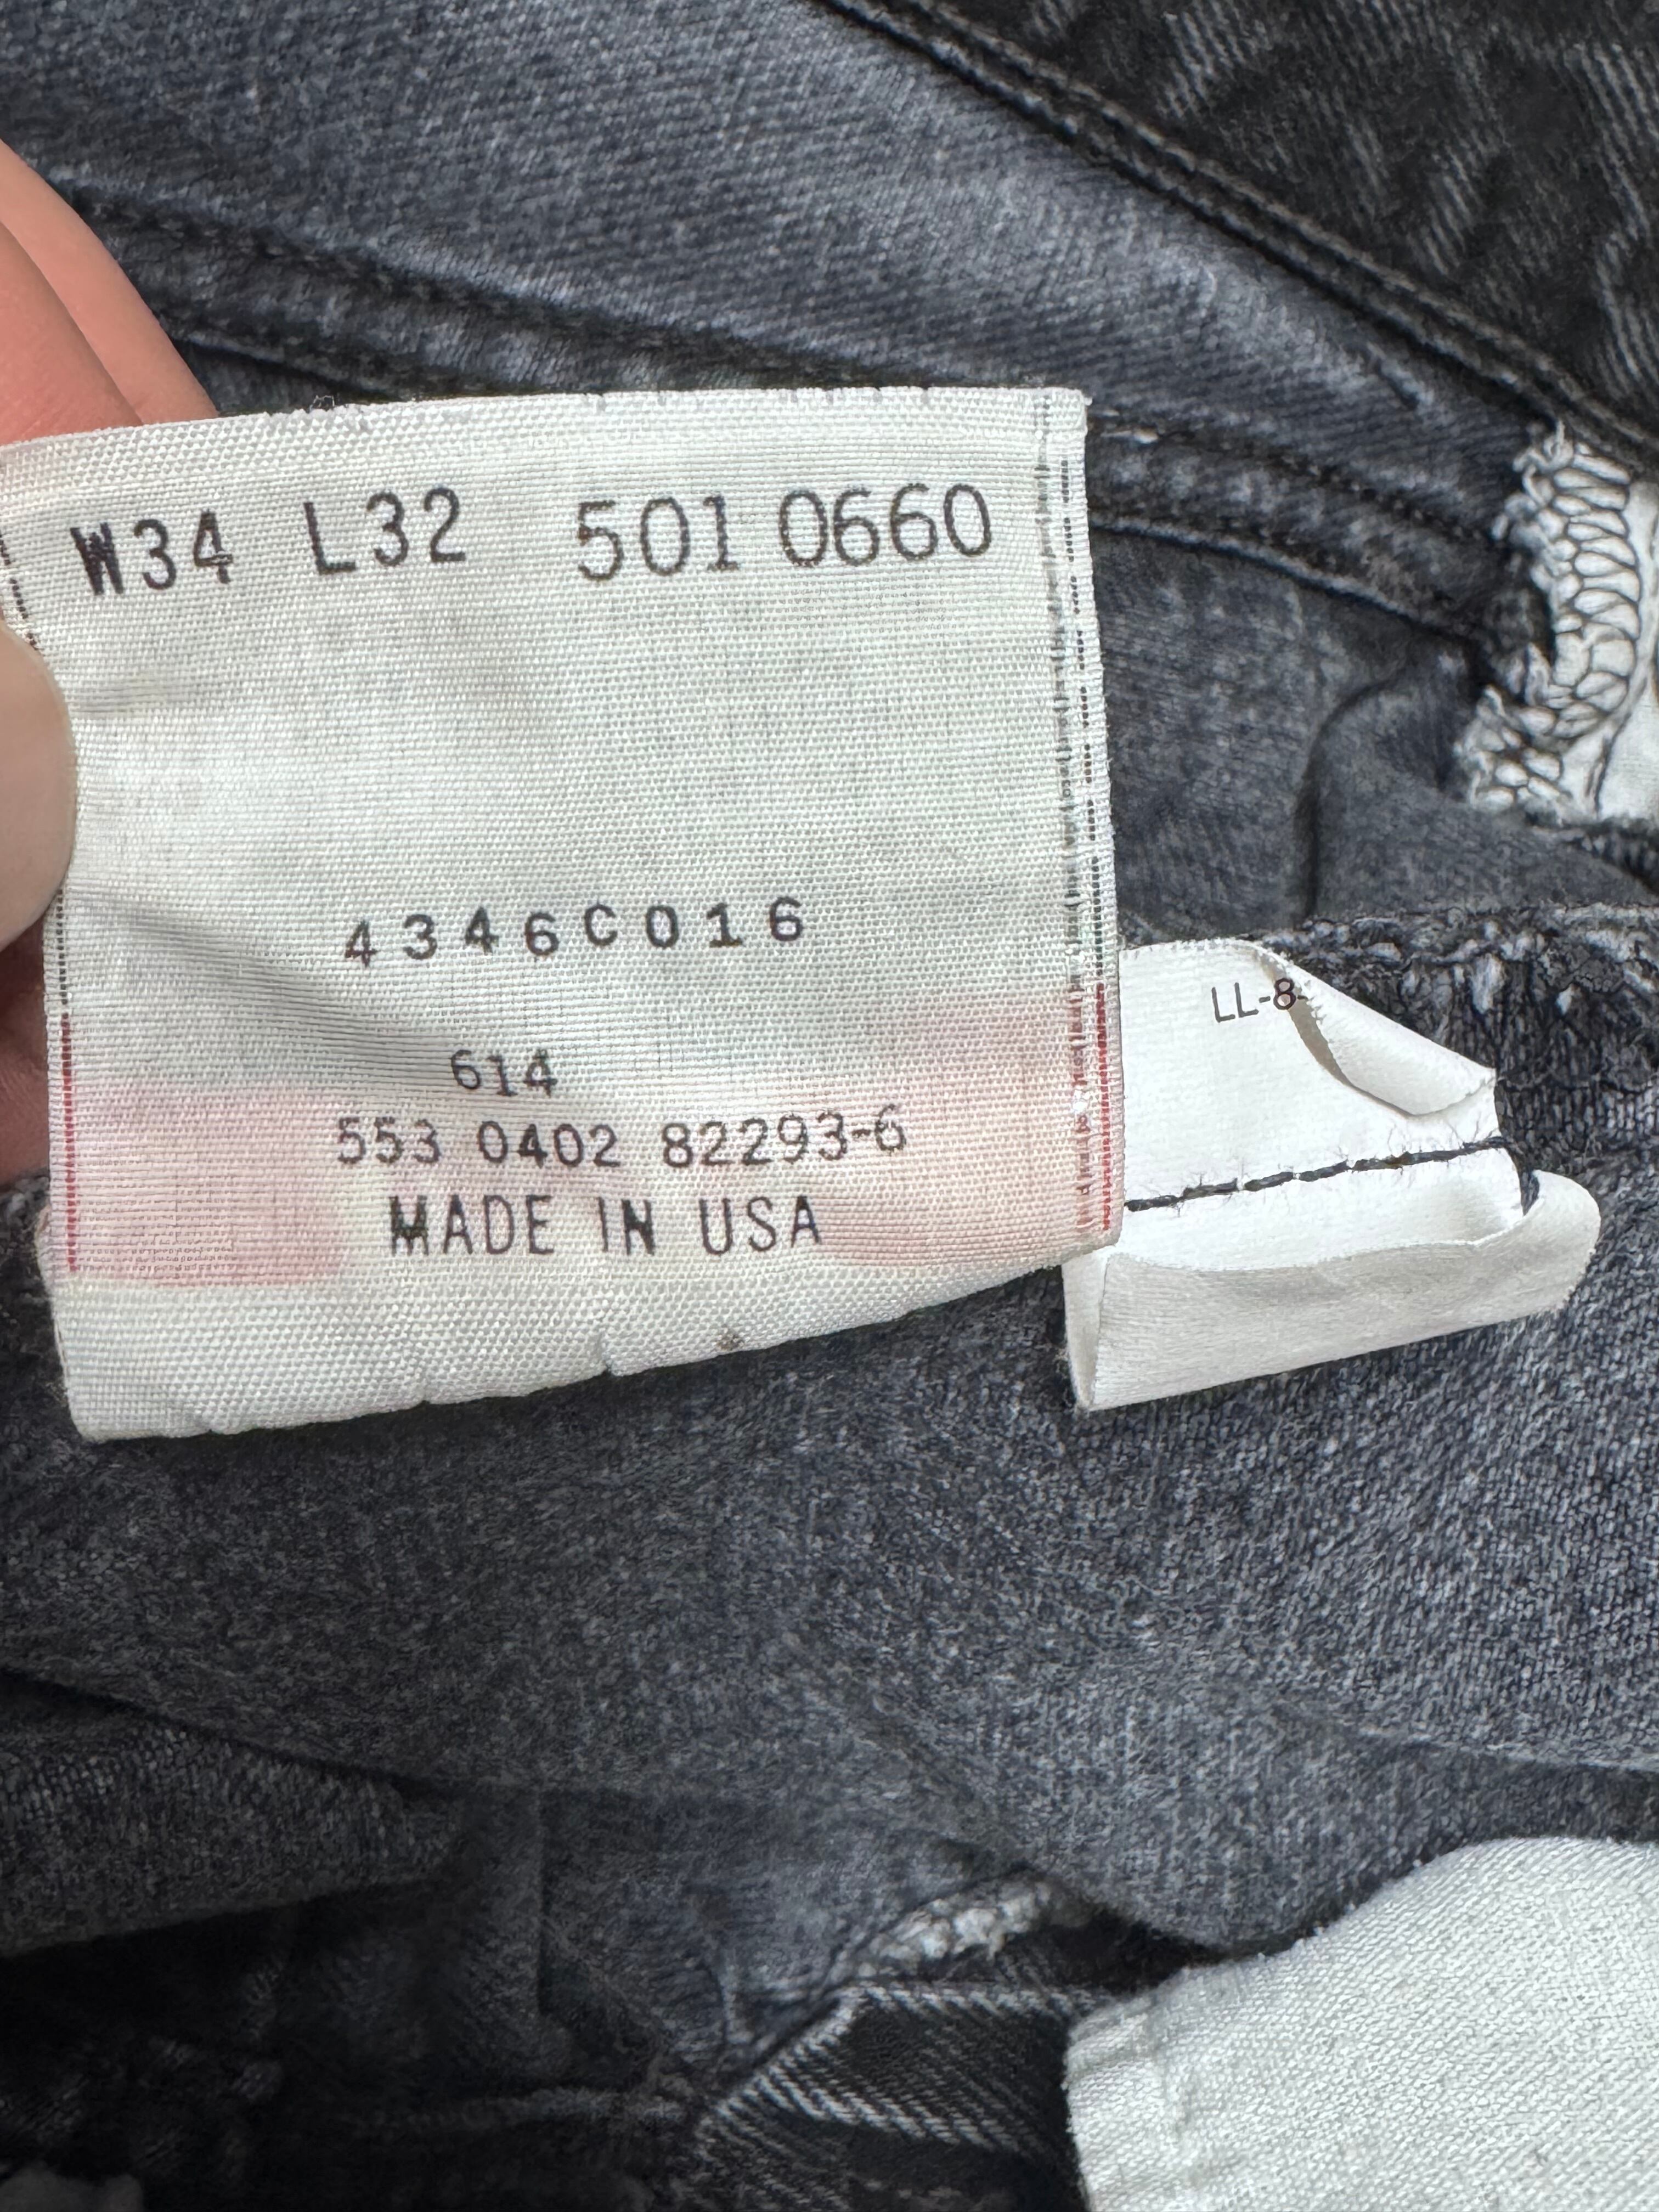 W34 L32 501 0660
4346C016
614
553 0402 82293-6
MADE IN USA
LL-8-